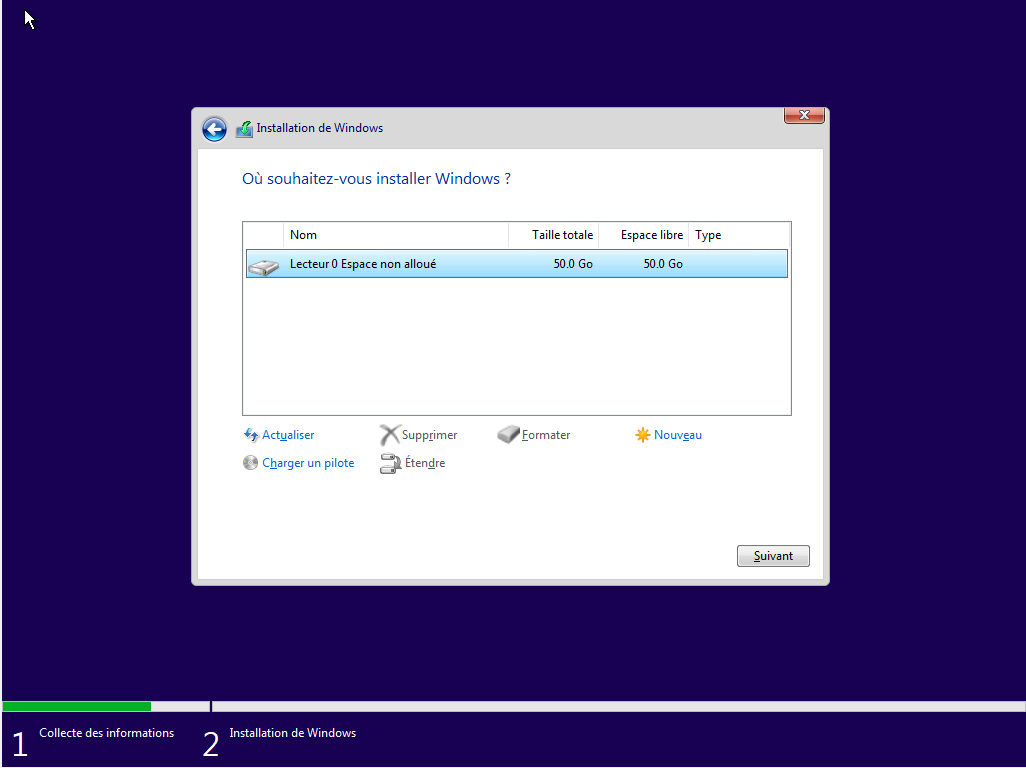 Installation de Windows
Où souhaitez-vous installer Windows ?
Nom Taille totale Espace libre Type
Lecteur 0 Espace non alloué 50.0 Go 50.0 Go
Actualiser Supprimer Formater Nouveau
Charger un pilote Étendre
Suivant
1 Collecte des informations 2 Installation de Windows